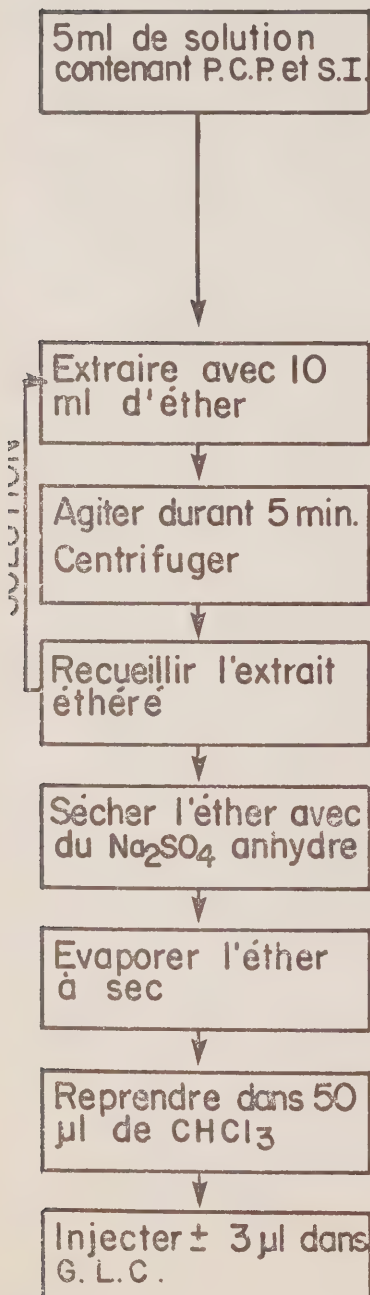 5ml de solution
contenant P.C.P. et S.I.
Extraire avec 10
ml d'éther
SOLUTION
Agiter durant 5 min.
Centrifuger
Recueillir l'extrait
éthéré
Sécher l'éther avec
du Na₂SO₄ anhydre
Evaporer l'éther
à sec
Reprendre dans 50
µl de CHCl₃
Injecter ± 3 µl dans
G. L. C.